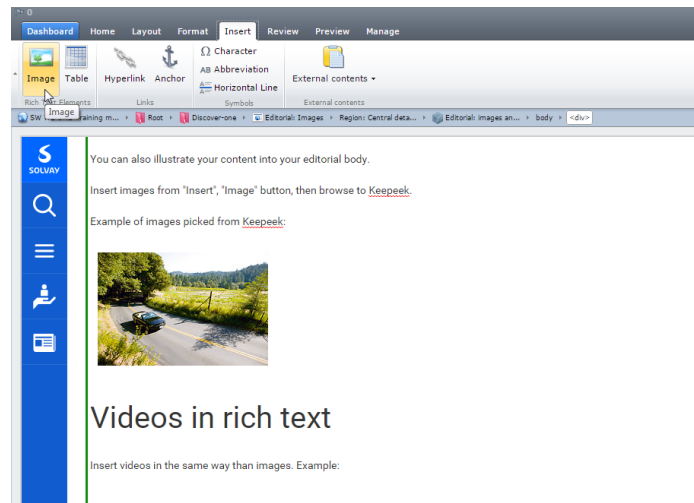 0
Dashboard Home Layout Format Insert Review Preview Manage
Image Table Hyperlink Anchor
Ω Character
AB Abbreviation
Horizontal Line
External contents
Rich Text Elements Links Symbols External contents
Image
SW aining m... Root Discover-one Editorial: Images Region: Central deta... Editorial: Images an... body <div>
S
SOLVAY
You can also illustrate your content into your editorial body.
Insert images from "Insert", "Image" button, then browse to Keepeek.
Example of images picked from Keepeek:
Videos in rich text
Insert videos in the same way than images. Example: